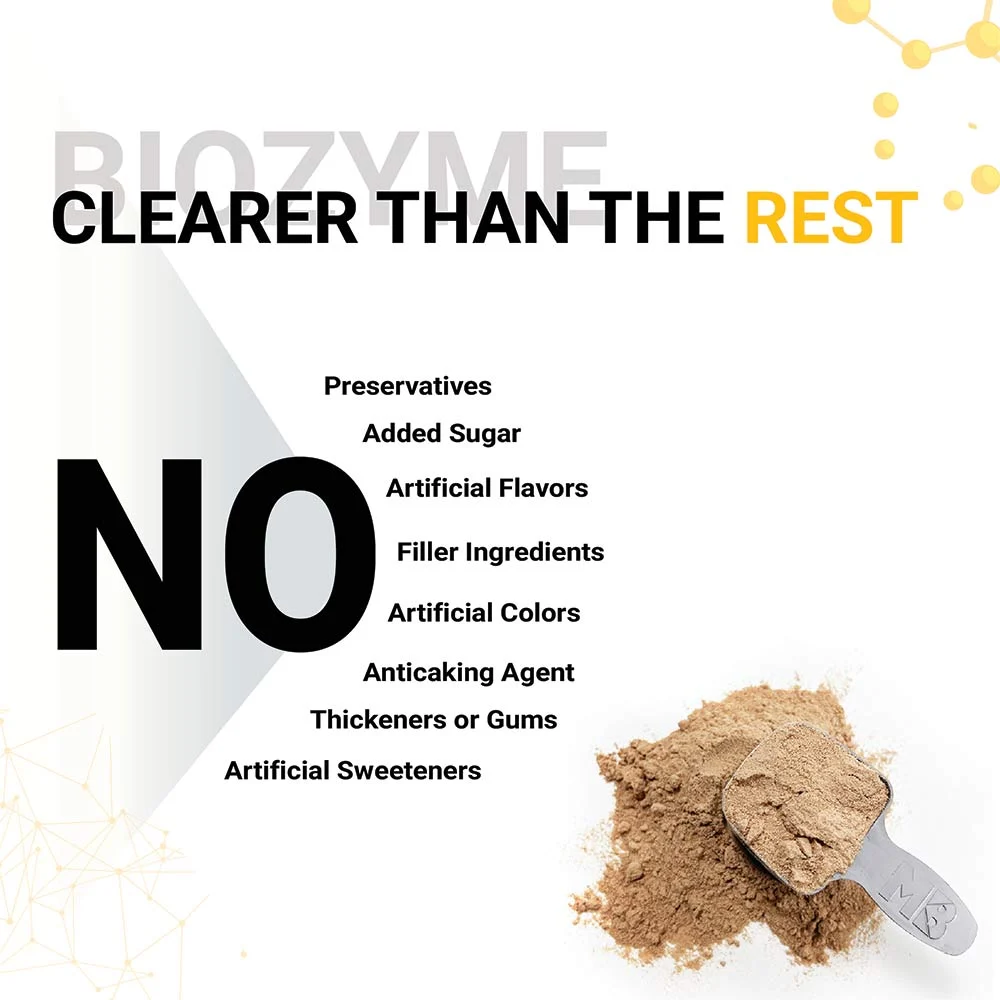 BIOZYME
CLEARER THAN THE REST
NO
Preservatives
Added Sugar
Artificial Flavors
Filler Ingredients
Artificial Colors
Anticaking Agent
Thickeners or Gums
Artificial Sweeteners
MB